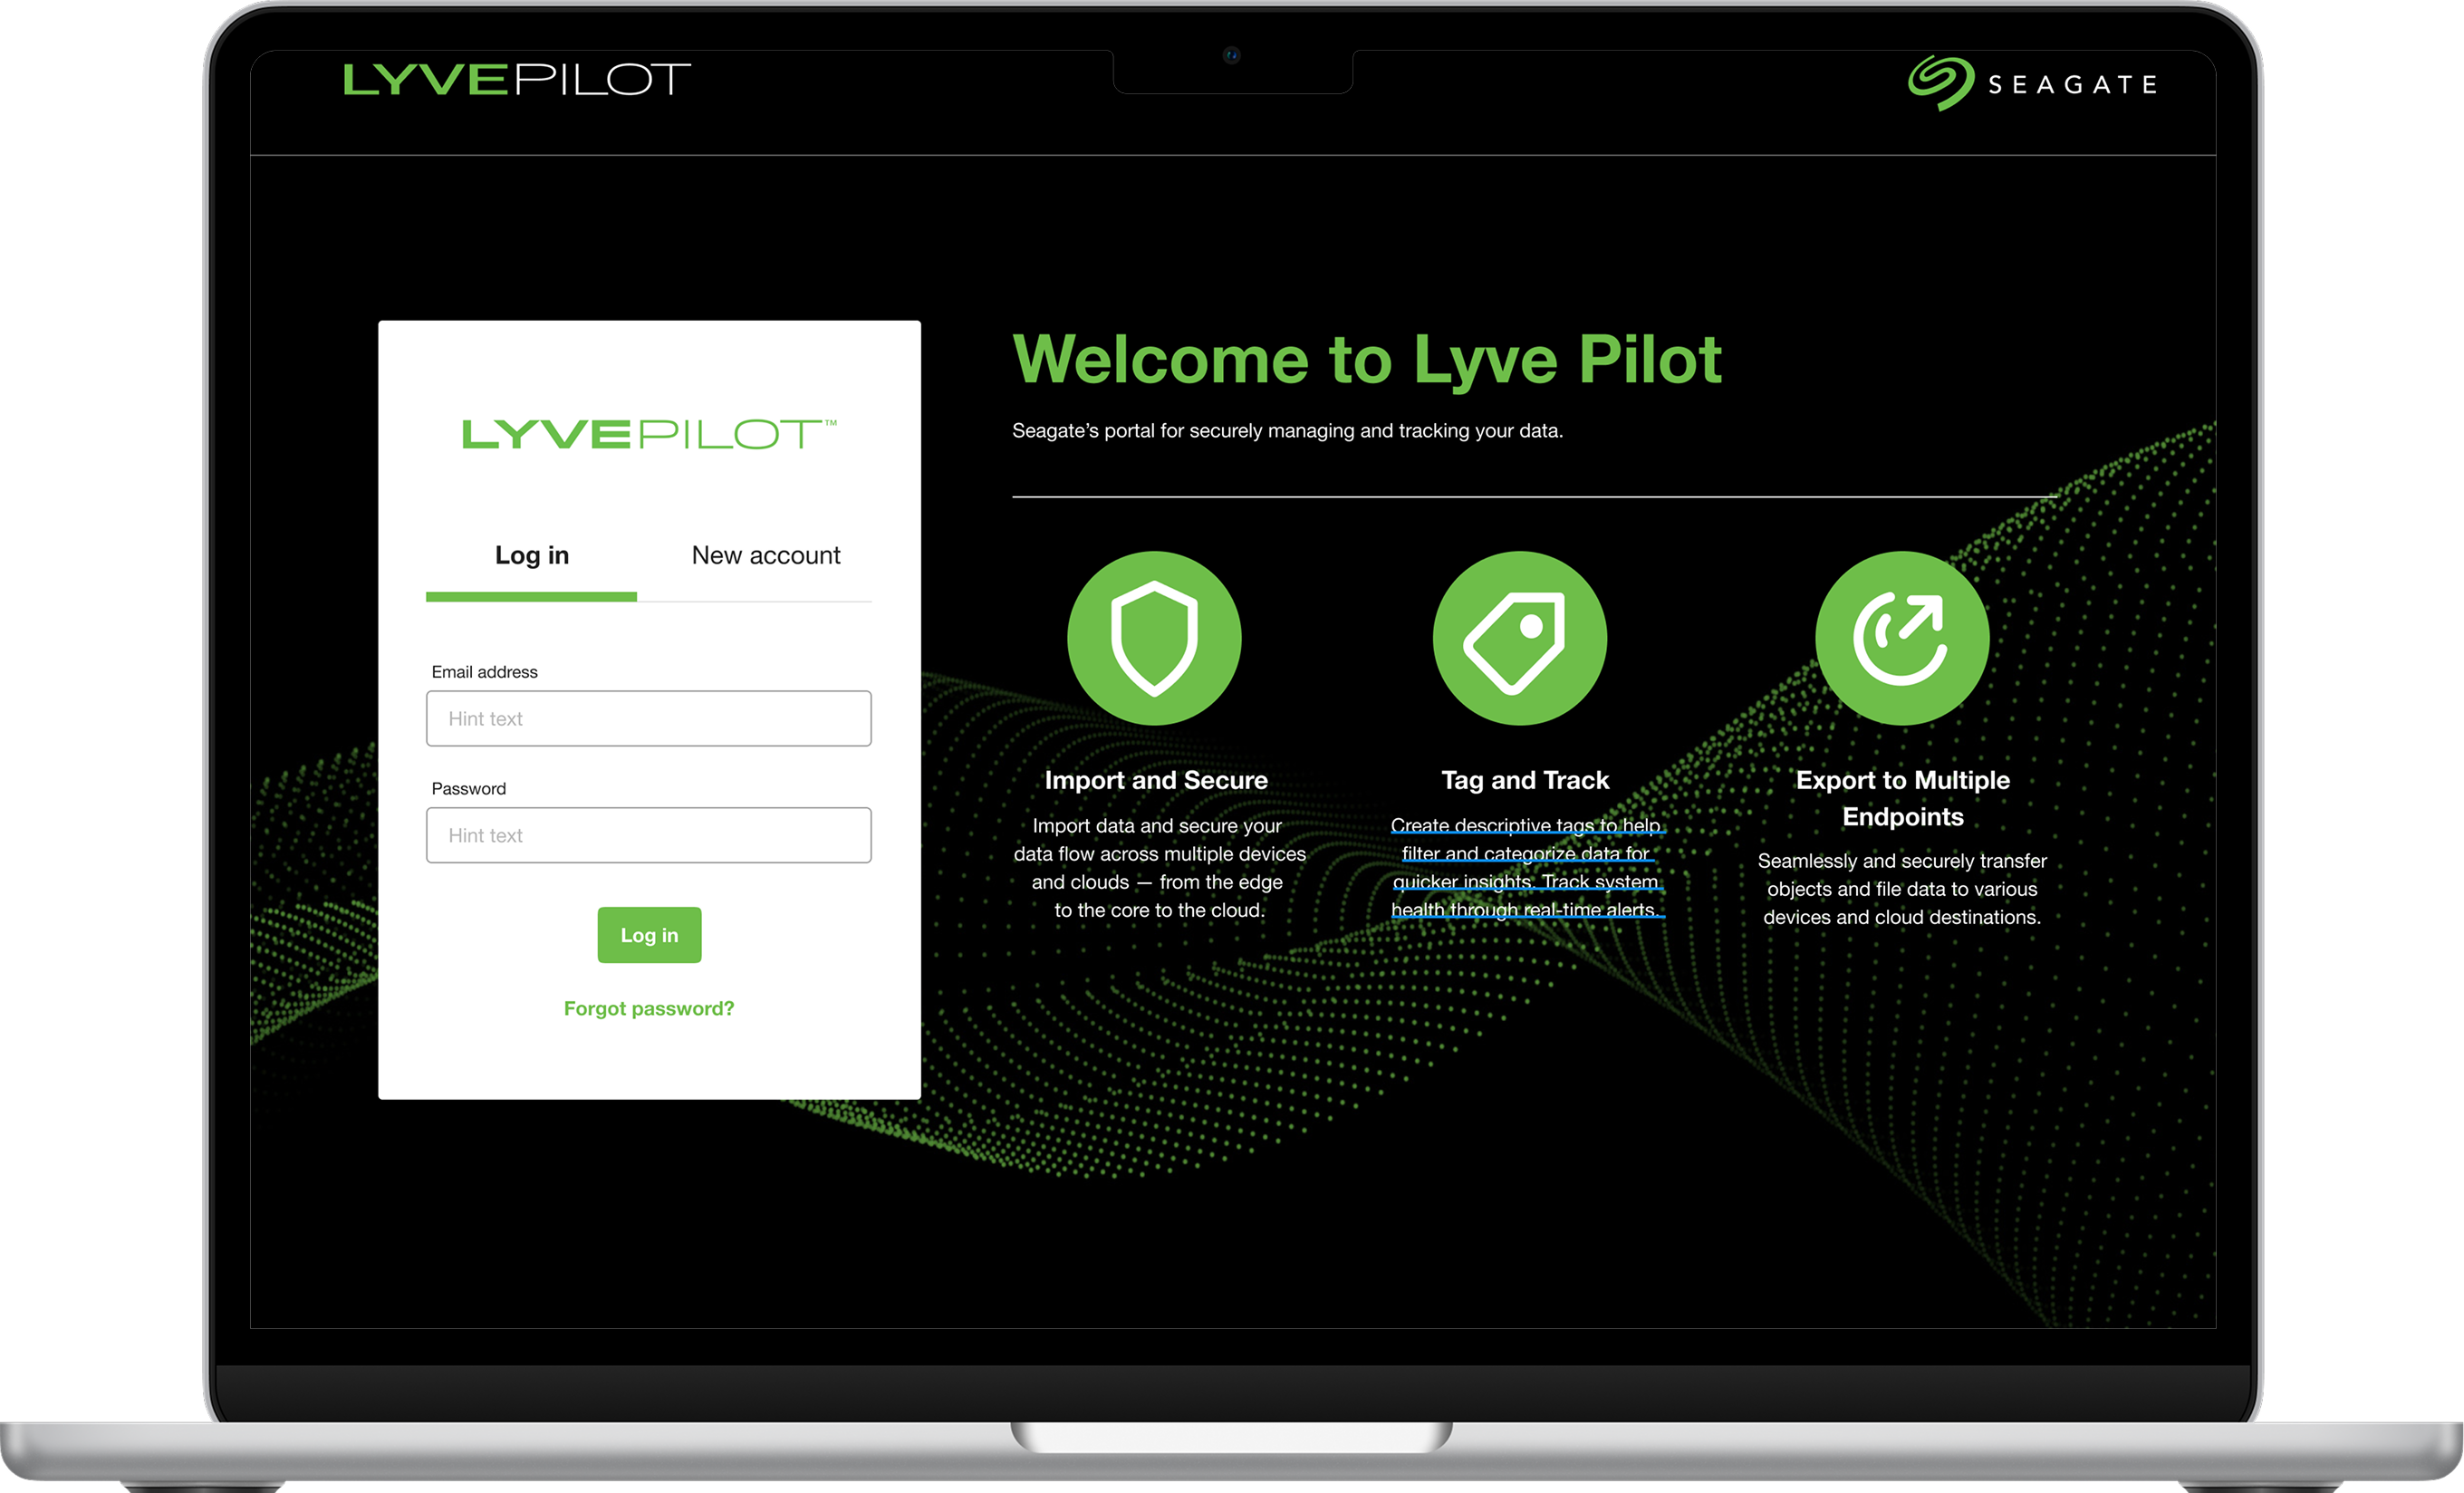 LYVEPILOT
SEAGATE
LYVEPILOT™
Log in
New account
Email address
Hint text
Password
Hint text
Log in
Forgot password?
Welcome to Lyve Pilot
Seagate’s portal for securely managing and tracking your data.
Import and Secure
Import data and secure your
data flow across multiple devices
and clouds — from the edge
to the core to the cloud.
Tag and Track
Create descriptive tags to help
filter and categorize data for
quicker insights. Track system
health through real-time alerts.
Export to Multiple
Endpoints
Seamlessly and securely transfer
objects and file data to various
devices and cloud destinations.